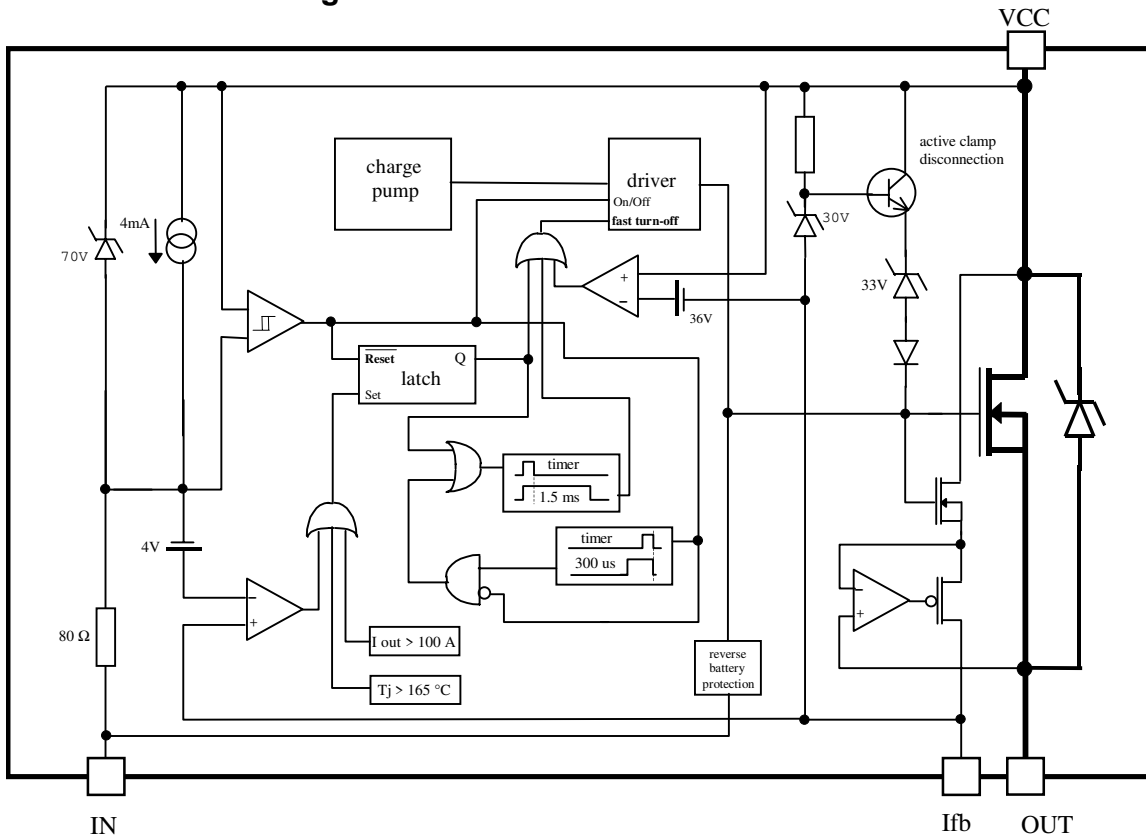 VCC
active clamp
disconnection
charge
pump
driver
On/Off
fast turn-off
4mA
70V
30V
+
−
36V
33V
Reset
Q
latch
Set
timer
1.5 ms
4V
timer
300 us
−
+
−
+
80 Ω
I out > 100 A
Tj > 165 °C
reverse
battery
protection
IN
Ifb
OUT